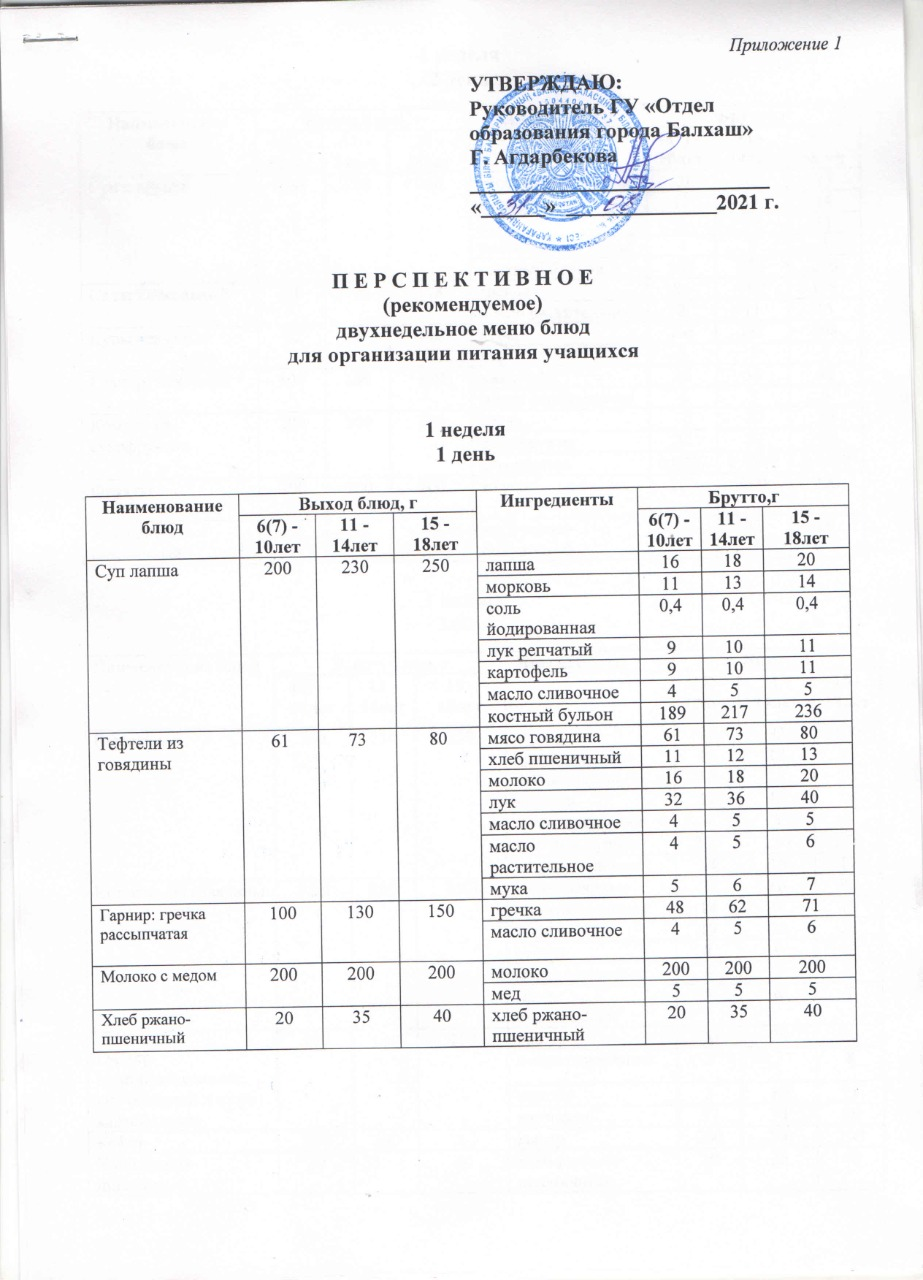 Приложение 1
УТВЕРЖДАЮ:
Руководитель ГУ «Отдел
образования города Балхаш»
Г. Агдарбекова
«31» 08 2021 г.
П Е Р С П Е К Т И В Н О Е
(рекомендуемое)
двухнедельное меню блюд
для организации питания учащихся
1 неделя
1 день
Наименование блюд | Выход блюд, г | Ингредиенты | Брутто,г
6(7) - 10лет | 11 - 14лет | 15 - 18лет | 6(7) - 10лет | 11 - 14лет | 15 - 18лет
Суп лапша 200 230 250 лапша 16 18 20
морковь 11 13 14
соль йодированная 0,4 0,4 0,4
лук репчатый 9 10 11
картофель 9 10 11
масло сливочное 4 5 5
костный бульон 189 217 236
Тефтели из говядины 61 73 80 мясо говядина 61 73 80
хлеб пшеничный 11 12 13
молоко 16 18 20
лук 32 36 40
масло сливочное 4 5 5
масло растительное 4 5 6
мука 5 6 7
Гарнир: гречка рассыпчатая 100 130 150 гречка 48 62 71
масло сливочное 4 5 6
Молоко с медом 200 200 200 молоко 200 200 200
мед 5 5 5
Хлеб ржано-пшеничный 20 35 40 хлеб ржано-пшеничный 20 35 40